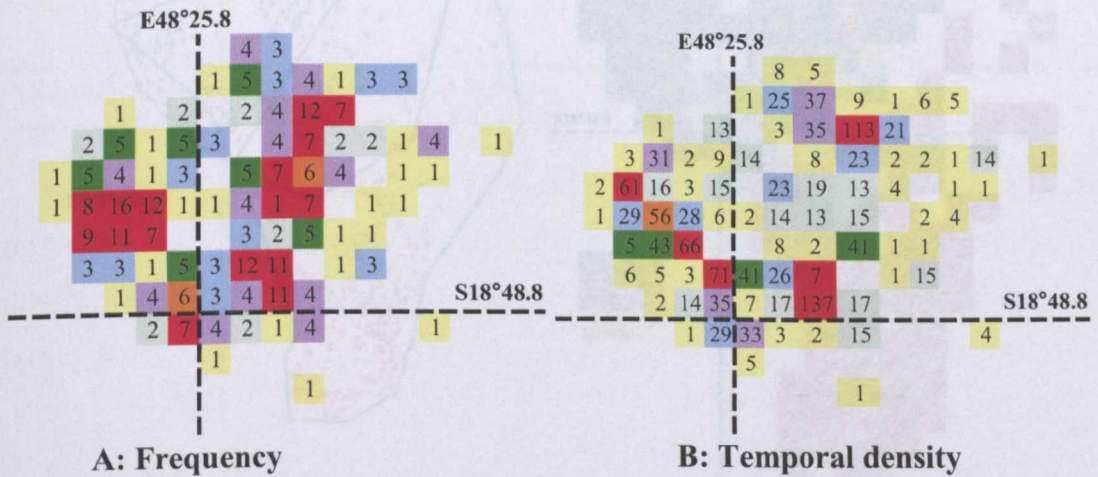 E48°25.8
E48°25.8
4 3
1 5 3 4 1 3 3
1 2 2 4 12 7
2 5 1 5 3 4 7 2 2 1 4 1
1 5 4 1 3 5 7 6 4 1 1
1 8 16 12 1 1 4 1 7 1 1
9 11 7 3 2 5 1 1
3 3 1 5 3 12 11 1 3
1 4 6 3 4 11 4
S18°48.8
2 7 4 2 1 4 1
1
1
A: Frequency
8 5
1 25 37 9 1 6 5
1 13 3 35 113 21
3 31 2 9 14 8 23 2 2 1 14 1
2 61 16 3 15 23 19 13 4 1 1
1 29 56 28 6 2 14 13 15 2 4
5 43 66 8 2 41 1 1
6 5 3 71 41 26 7 1 15
2 14 35 7 17 137 17
S18°48.8
1 29 33 3 2 15 4
5
1
B: Temporal density